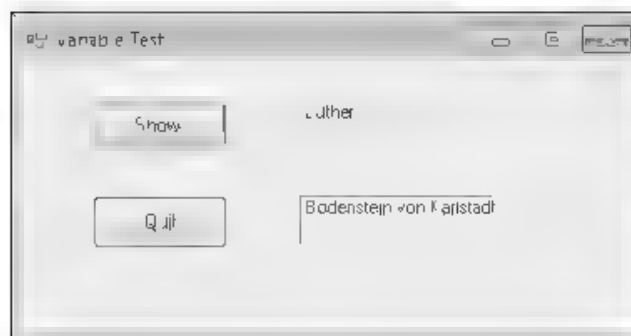 Variable Test
Show
Luther
Quit
Bodenstein von Karlstadt